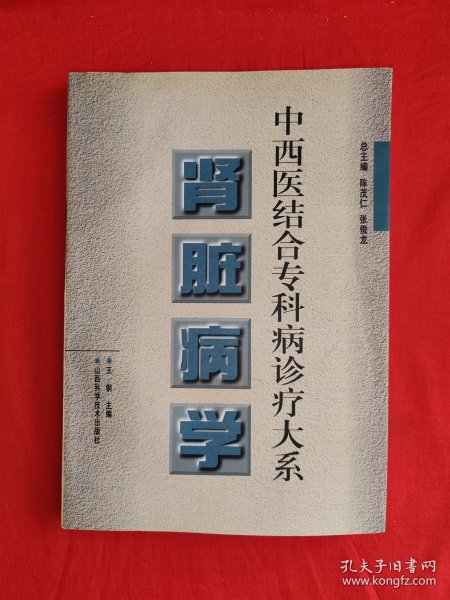 总主编 陈茂仁 张俊龙
中西医结合专科病诊疗大系
肾脏病学
王钢 主编
山西科学技术出版社
孔夫子旧书网
www.kongfz.com